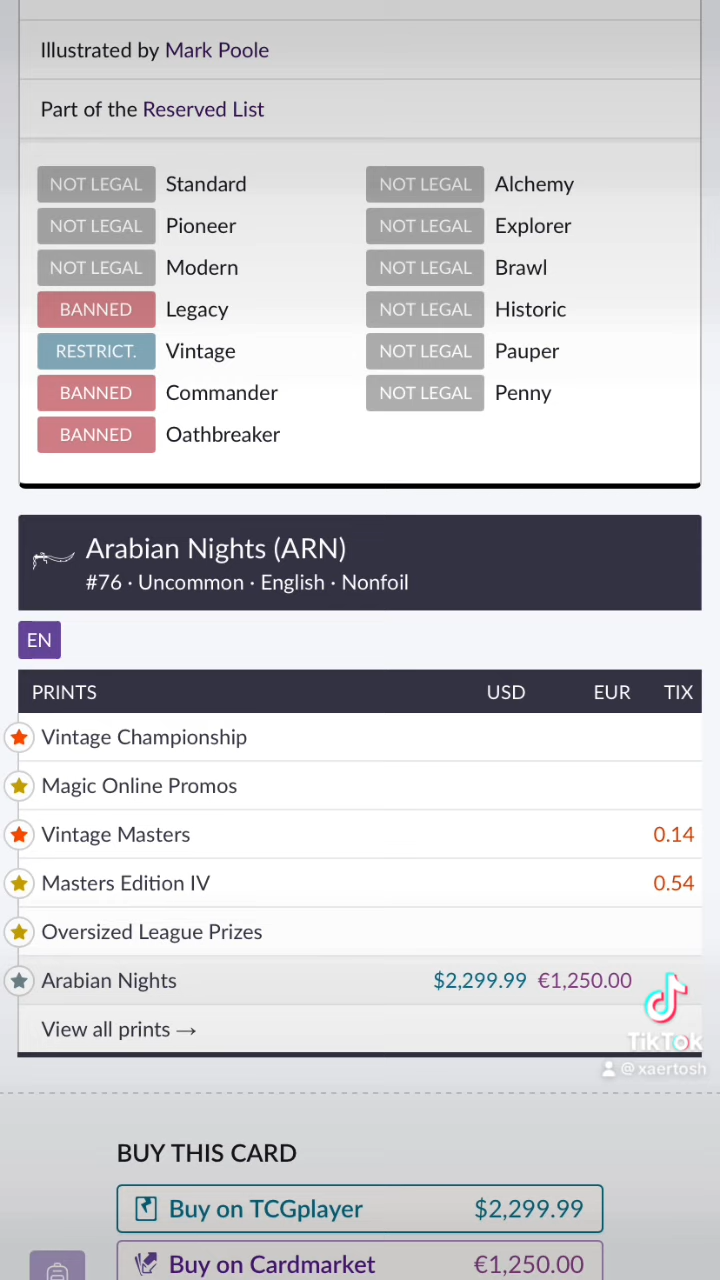 Illustrated by Mark Poole
Part of the Reserved List
NOT LEGAL Standard NOT LEGAL Alchemy
NOT LEGAL Pioneer NOT LEGAL Explorer
NOT LEGAL Modern NOT LEGAL Brawl
BANNED Legacy NOT LEGAL Historic
RESTRICT. Vintage NOT LEGAL Pauper
BANNED Commander NOT LEGAL Penny
BANNED Oathbreaker
Arabian Nights (ARN)
#76 · Uncommon · English · Nonfoil
EN
PRINTS USD EUR TIX
Vintage Championship
Magic Online Promos
Vintage Masters 0.14
Masters Edition IV 0.54
Oversized League Prizes
Arabian Nights $2,299.99 €1,250.00
View all prints →
TikTok
@xaertosh
BUY THIS CARD
Buy on TCGplayer $2,299.99
Buy on Cardmarket €1,250.00